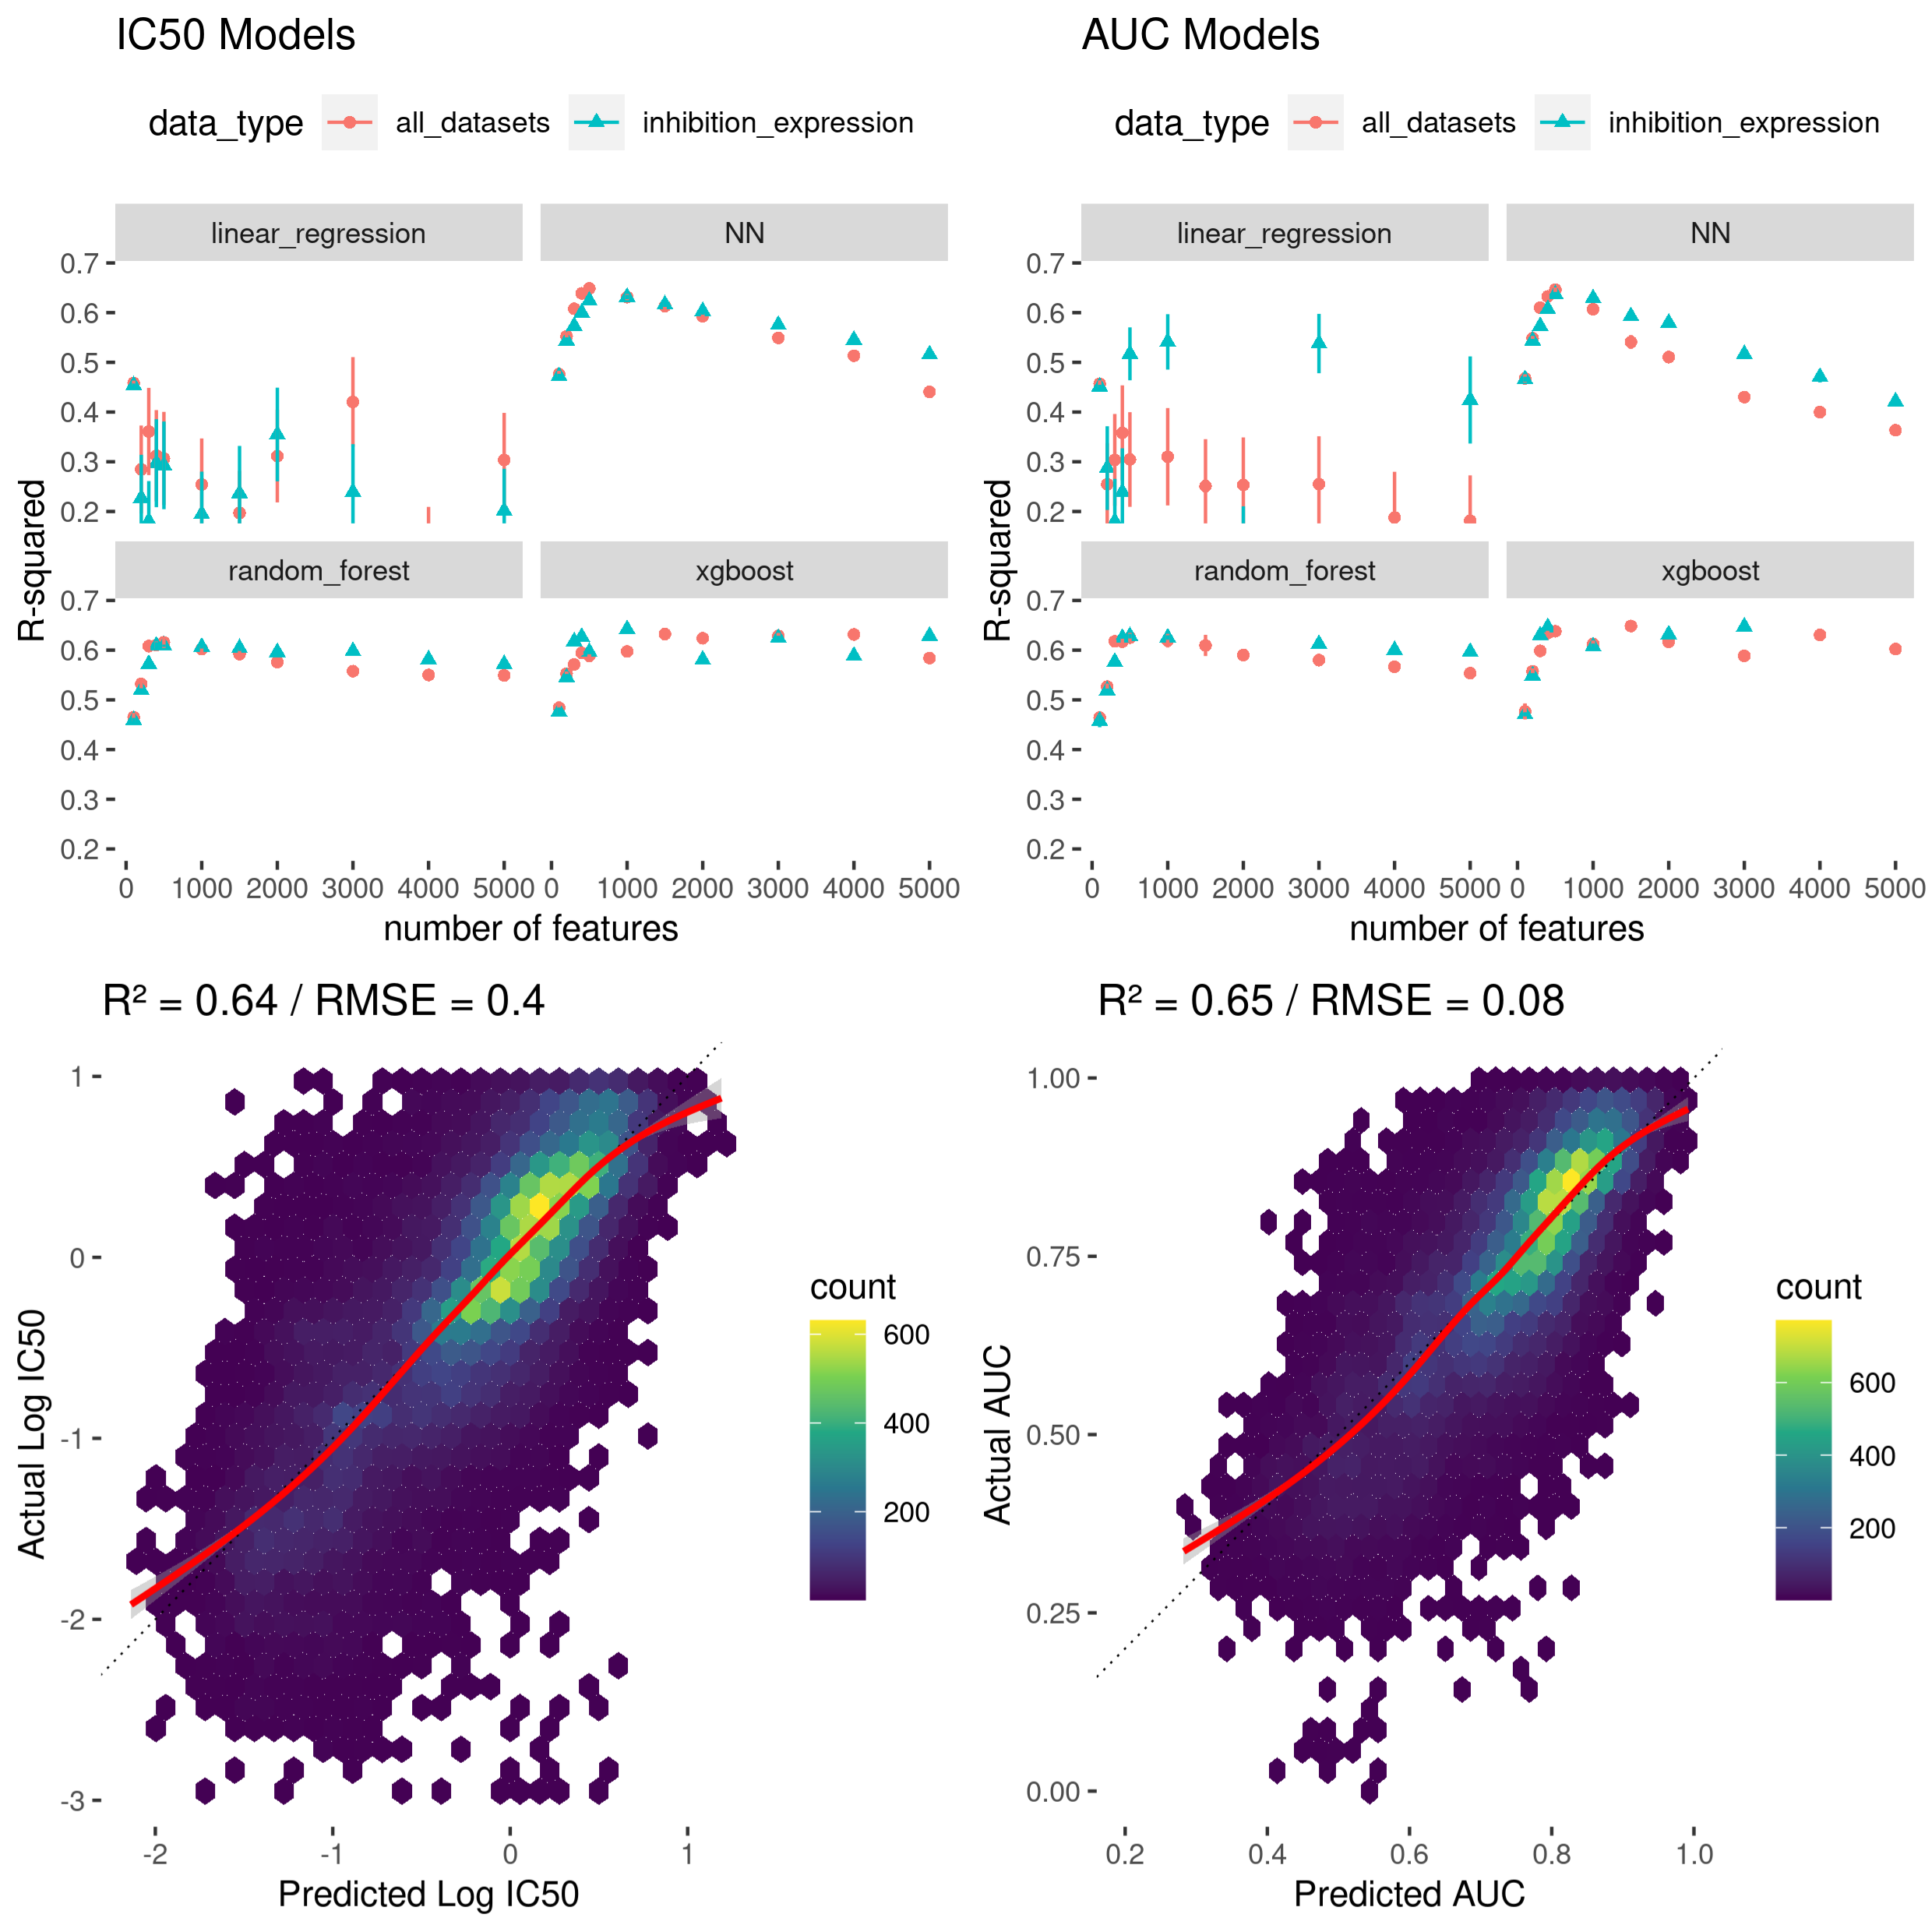 IC50 Models
data_type all_datasets inhibition_expression
linear_regression NN
0.7
0.6
0.5
0.4
0.3
0.2
random_forest xgboost
0.7
0.6
0.5
0.4
0.3
0.2
R-squared
0 1000 2000 3000 4000 5000 0 1000 2000 3000 4000 5000
number of features
AUC Models
data_type all_datasets inhibition_expression
linear_regression NN
0.7
0.6
0.5
0.4
0.3
0.2
random_forest xgboost
0.7
0.6
0.5
0.4
0.3
0.2
R-squared
0 1000 2000 3000 4000 5000 0 1000 2000 3000 4000 5000
number of features
R² = 0.64 / RMSE = 0.4
1
0
-1
-2
-3
Actual Log IC50
-2 -1 0 1
Predicted Log IC50
count
600
400
200
R² = 0.65 / RMSE = 0.08
1.00
0.75
0.50
0.25
0.00
Actual AUC
0.2 0.4 0.6 0.8 1.0
Predicted AUC
count
600
400
200